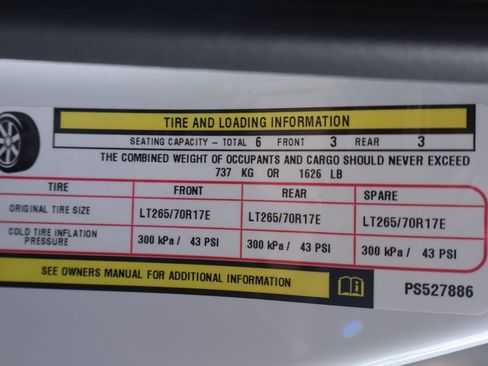 TIRE AND LOADING INFORMATION
SEATING CAPACITY - TOTAL 6 FRONT 3 REAR 3
THE COMBINED WEIGHT OF OCCUPANTS AND CARGO SHOULD NEVER EXCEED
737 KG OR 1626 LB
TIRE FRONT REAR SPARE
ORIGINAL TIRE SIZE LT265/70R17E LT265/70R17E LT265/70R17E
COLD TIRE INFLATION PRESSURE 300 kPa / 43 PSI 300 kPa / 43 PSI 300 kPa / 43 PSI
SEE OWNERS MANUAL FOR ADDITIONAL INFORMATION
PS527886